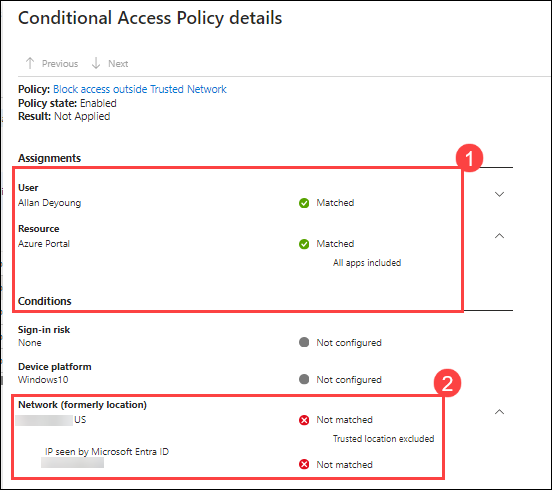 Conditional Access Policy details
Previous Next
Policy: Block access outside Trusted Network
Policy state: Enabled
Result: Not Applied
1
Assignments
User
Allan Deyoung Matched
Resource
Azure Portal Matched
All apps included
Conditions
Sign-in risk
None Not configured
Device platform
Windows10 Not configured
2
Network (formerly location)
US Not matched
Trusted location excluded
IP seen by Microsoft Entra ID
Not matched